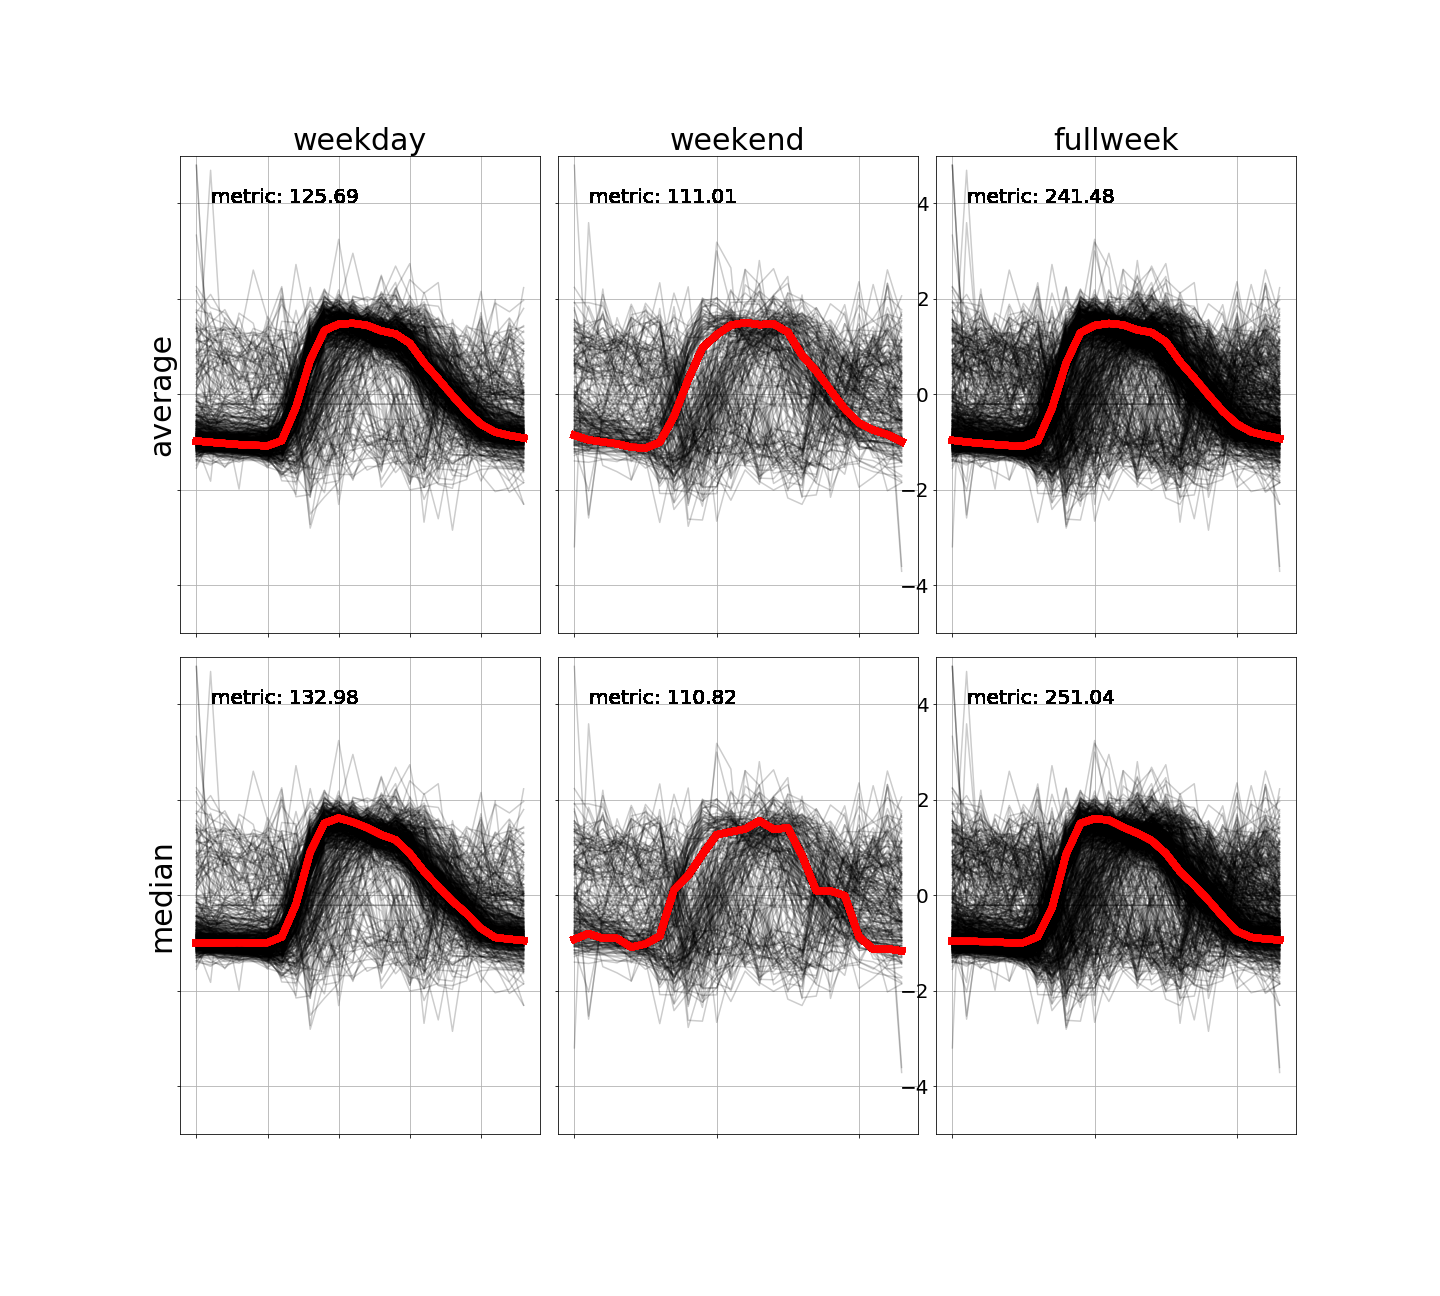 weekday weekend fullweek
average
metric: 125.69
metric: 111.01
metric: 241.48
4
2
0
−2
−4
median
metric: 132.98
metric: 110.82
metric: 251.04
4
2
0
−2
−4